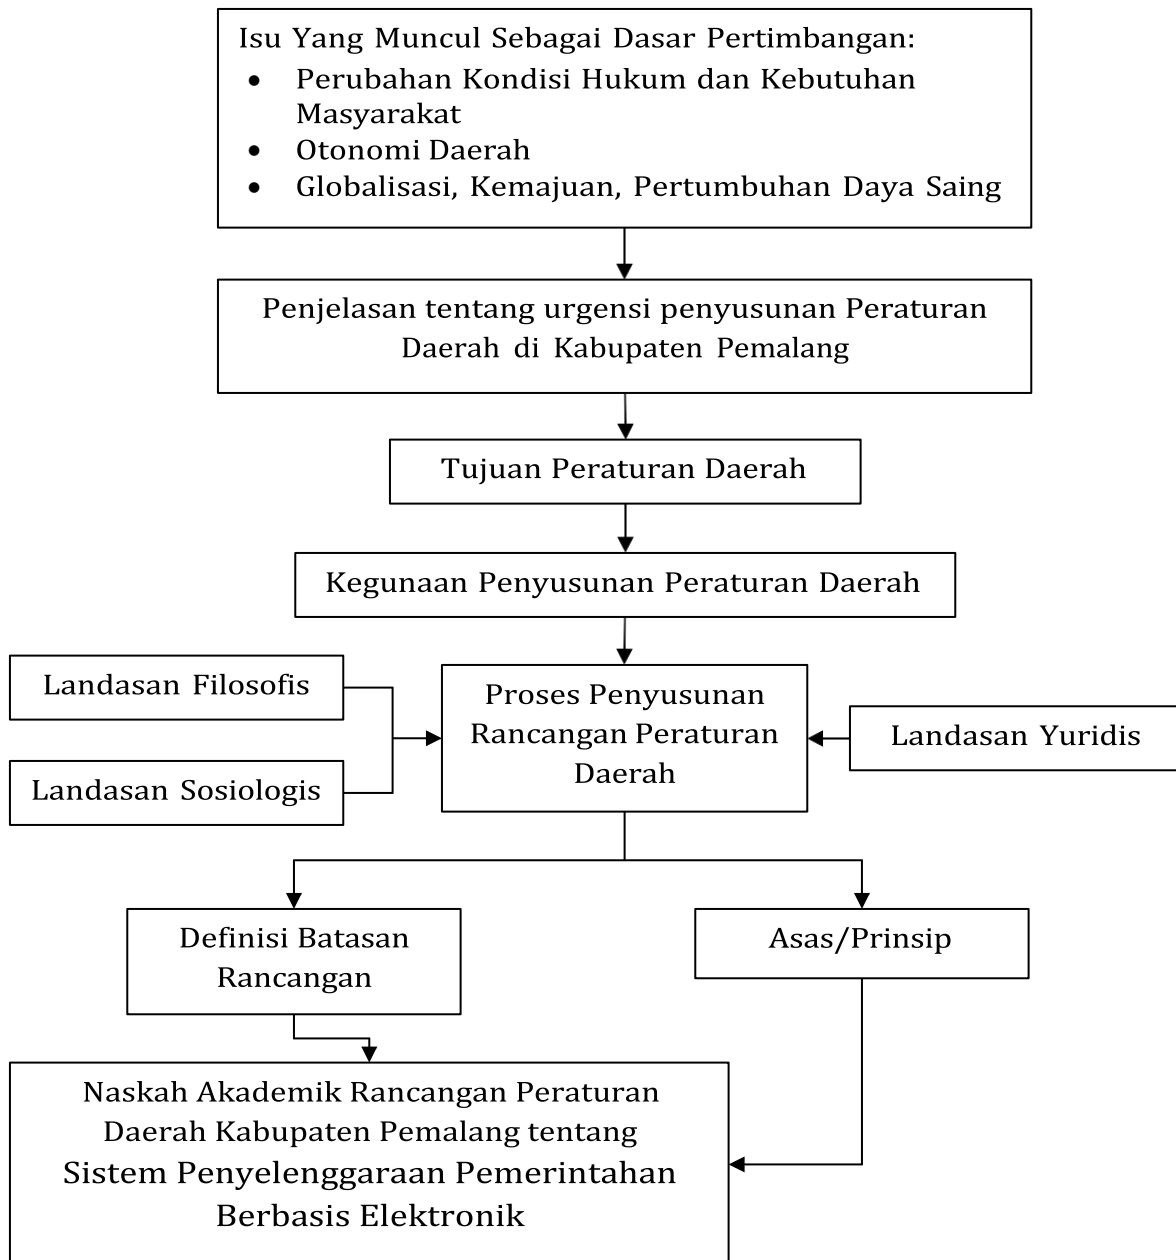 Isu Yang Muncul Sebagai Dasar Pertimbangan:
• Perubahan Kondisi Hukum dan Kebutuhan
Masyarakat
• Otonomi Daerah
• Globalisasi, Kemajuan, Pertumbuhan Daya Saing
Penjelasan tentang urgensi penyusunan Peraturan
Daerah di Kabupaten Pemalang
Tujuan Peraturan Daerah
Kegunaan Penyusunan Peraturan Daerah
Landasan Filosofis
Landasan Sosiologis
Proses Penyusunan
Rancangan Peraturan
Daerah
Landasan Yuridis
Definisi Batasan
Rancangan
Asas/Prinsip
Naskah Akademik Rancangan Peraturan
Daerah Kabupaten Pemalang tentang
Sistem Penyelenggaraan Pemerintahan
Berbasis Elektronik